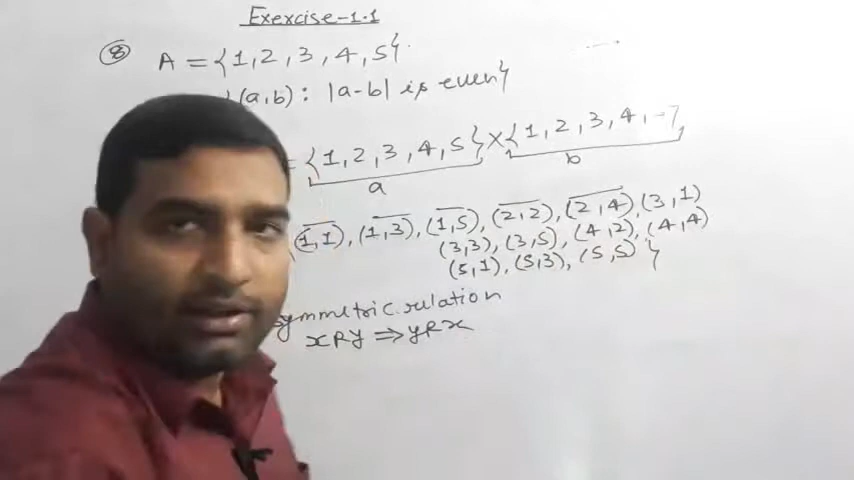 Exercise-1.1
⑧ A = {1, 2, 3, 4, 5}
(a,b) : |a-b| is even}
= {1, 2, 3, 4, 5} × {1, 2, 3, 4, -
a b
(1,1), (1,3), (1,5), (2,2), (2,4), (3,1)
(3,3), (3,5), (4,2), (4,4)
(5,1), (5,3), (5,5) }
symmetric relation
xRy ⇒ yRx